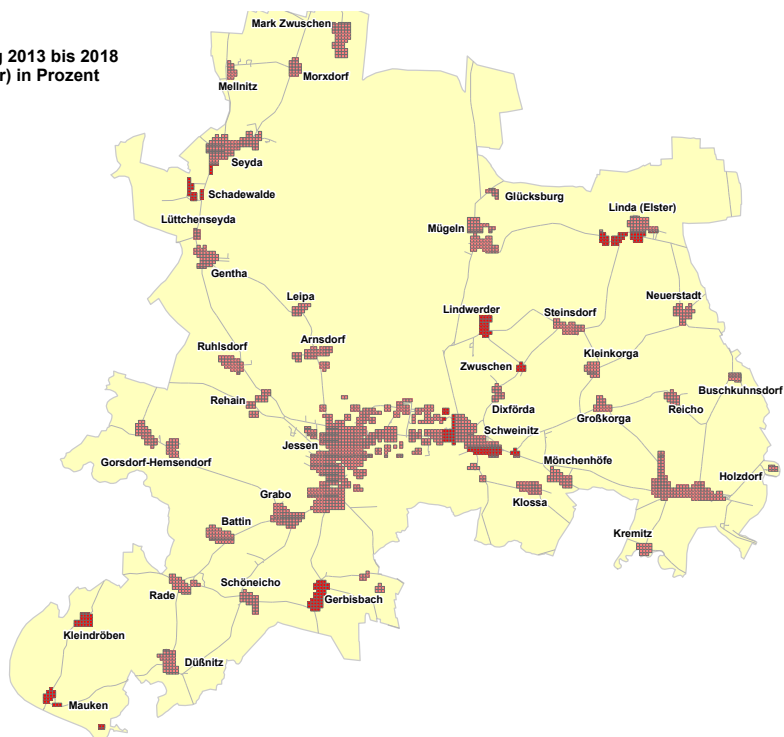 Mark Zwuschen
g 2013 bis 2018
r) in Prozent
Morxdorf
Mellnitz
Seyda
Schadewalde
Glücksburg
Linda (Elster)
Lüttchenseyda
Mügeln
Gentha
Leipa
Neuerstadt
Lindwerder
Steinsdorf
Arnsdorf
Ruhlsdorf
Kleinkorga
Zwuschen
Buschkuhnsdorf
Rehain
Dixförda
Reicho
Großkorga
Schweinitz
Jessen
Gorsdorf-Hemsendorf
Mönchenhöfe
Holzdorf
Grabo
Klossa
Battin
Kremitz
Schöneicho
Rade
Gerbisbach
Kleindröben
Düßnitz
Mauken